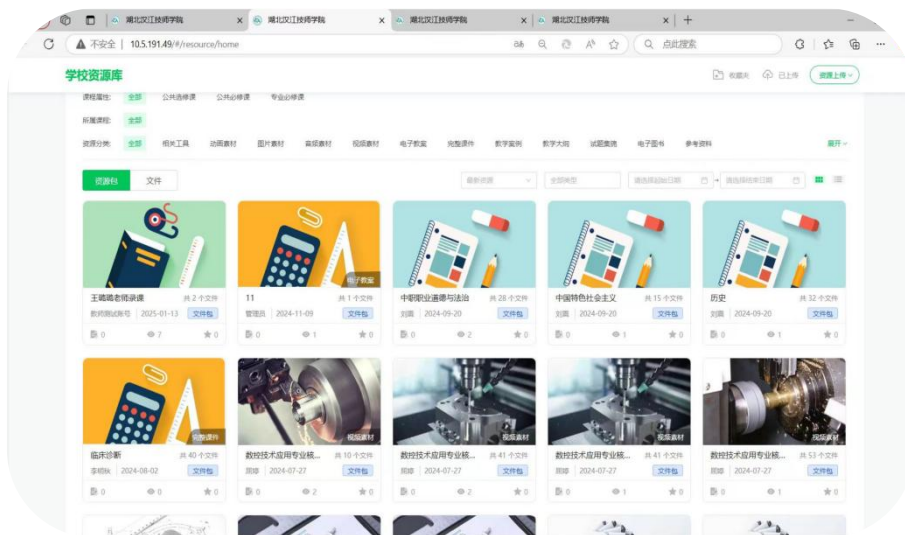 湖北汉江技师学院 湖北汉江技师学院 湖北汉江技师学院 湖北汉江技师学院
不安全 10.5.191.49/#/resource/home 点此搜索
学校资源库 收藏夹 已上传 资源上传
课程属性: 全部 公共选修课 公共必修课 专业必修课
所属课程: 全部
资源分类: 全部 相关工具 动画素材 图片素材 音频素材 视频素材 电子教案 完整课件 教学案例 教学大纲 试题集锦 电子图书 参考资料 展开
资源包 文件 最新资源 全部类型 请选择起始日期 请选择结束日期
电子教案
王璐璐老师录课 共 2 个文件 11 共 1 个文件 中职职业道德与法治 共 28 个文件 中国特色社会主义 共 15 个文件 历史 共 32 个文件
教师测试账号 2025-01-13 文件包 管理员 2024-11-09 文件包 2024-09-20 文件包 2024-09-20 文件包 2024-09-20 文件包
0 7 0 0 1 0 0 2 0 0 1 0 0 1 0
完整课件 视频素材 视频素材 视频素材 视频素材
临床诊断 共 40 个文件 数控技术应用专业核... 共 10 个文件 数控技术应用专业核... 共 41 个文件 数控技术应用专业核... 共 41 个文件 数控技术应用专业核... 共 53 个文件
2024-08-02 文件包 2024-07-27 文件包 2024-07-27 文件包 2024-07-27 文件包 2024-07-27 文件包
0 0 0 0 2 0 0 2 0 0 1 0 0 1 0